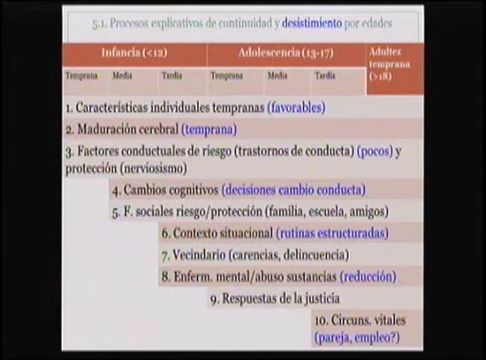 5.1. Procesos explicativos de continuidad y desistimiento por edades
Infancia (<12) Adolescencia (13-17) Adultez
temprana
(>18)
Temprana Media Tardía Temprana Media Tardía
1. Características individuales tempranas (favorables)
2. Maduración cerebral (temprana)
3. Factores conductuales de riesgo (trastornos de conducta) (pocos) y
protección (nerviosismo)
4. Cambios cognitivos (decisiones cambio conducta)
5. F. sociales riesgo/protección (familia, escuela, amigos)
6. Contexto situacional (rutinas estructuradas)
7. Vecindario (carencias, delincuencia)
8. Enferm. mental/abuso sustancias (reducción)
9. Respuestas de la justicia
10. Circuns. vitales
(pareja, empleo?)